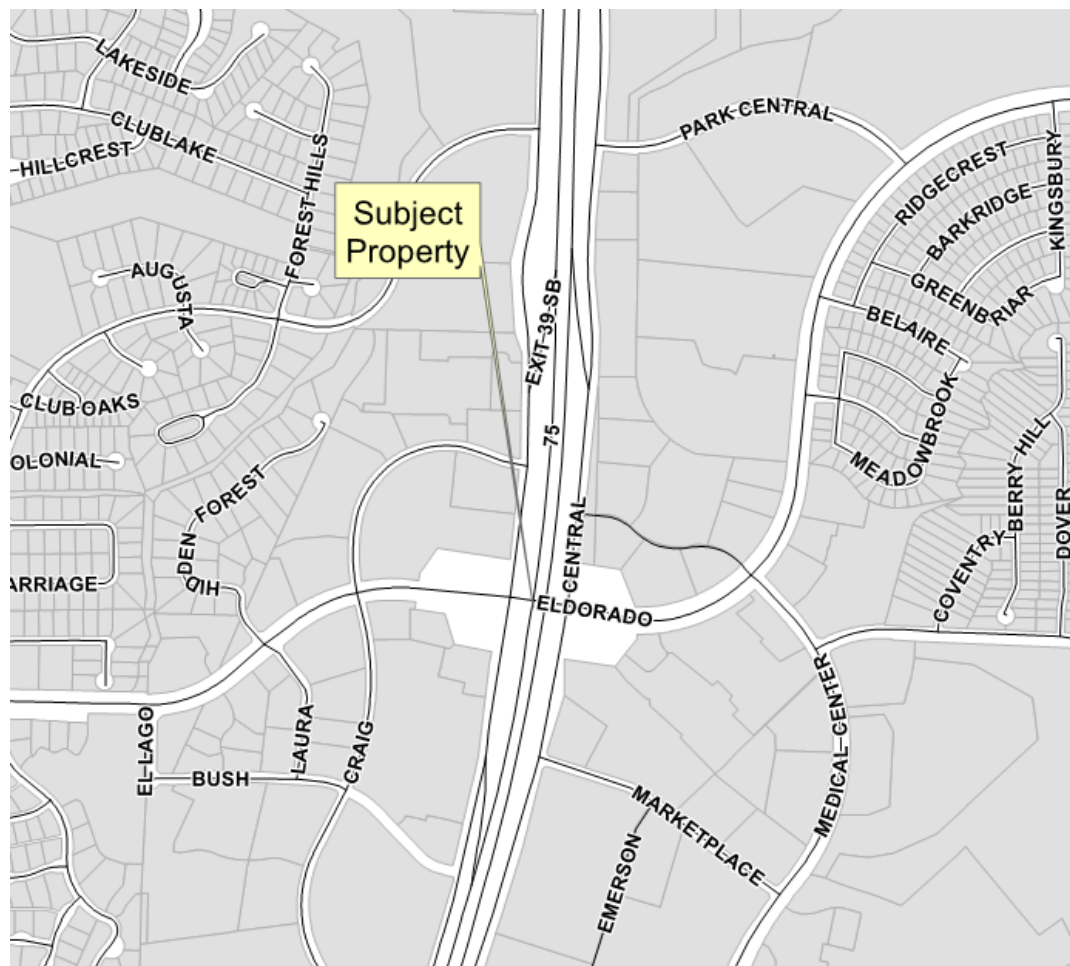 LAKESIDE
CLUBLAKE
HILLCREST
FOREST HILLS
PARK CENTRAL
RIDGECREST
KINGSBURY
BARKRIDGE
Subject
Property
AUGUSTA
GREENBRIAR
BELAIRE
EXIT 39 SB
CLUB OAKS
75
MEADOWBROOK
OLONIAL
BERRY HILL
HIDDEN FOREST
DOVER
COVENTRY
CENTRAL
ARRIAGE
ELDORADO
MEDICAL CENTER
EL LAGO
LAURA
CRAIG
BUSH
MARKETPLACE
EMERSON